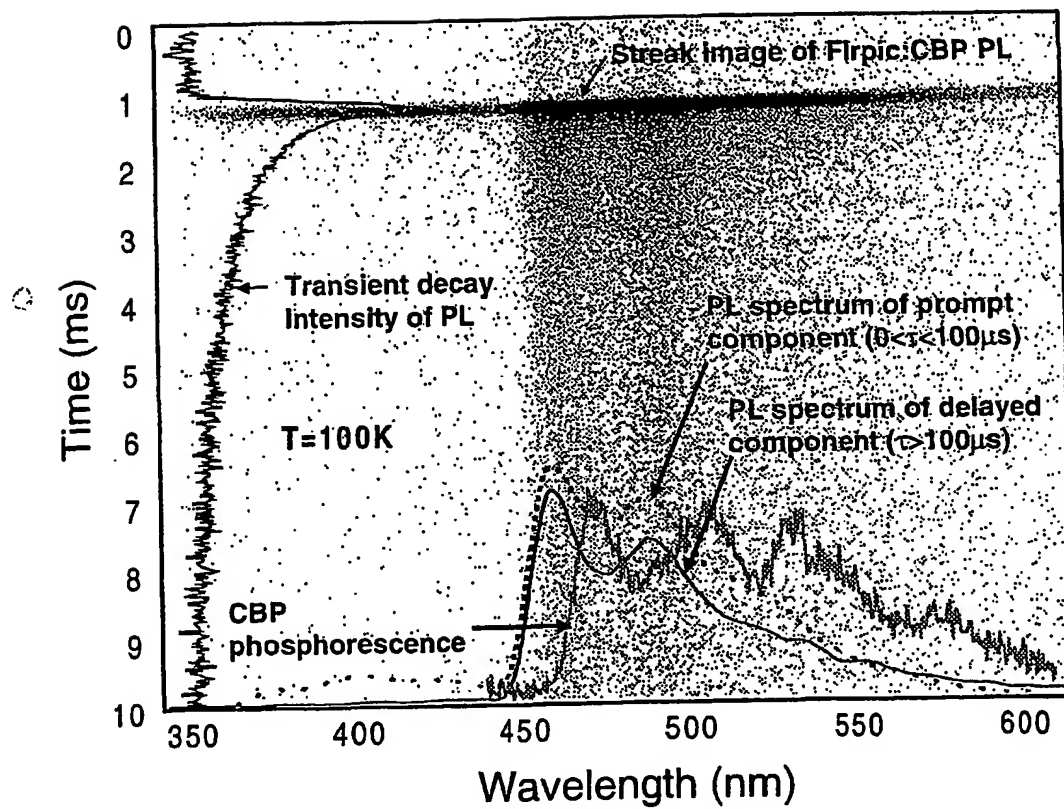 0
1
2
3
4
5
6
7
8
9
10
Time (ms)
Streak image of Firpic:CBP PL
Transient decay
intensity of PL
PL spectrum of prompt
component (0<τ<100μs)
PL spectrum of delayed
component (τ>100μs)
T=100K
CBP
phosphorescence
350 400 450 500 550 600
Wavelength (nm)